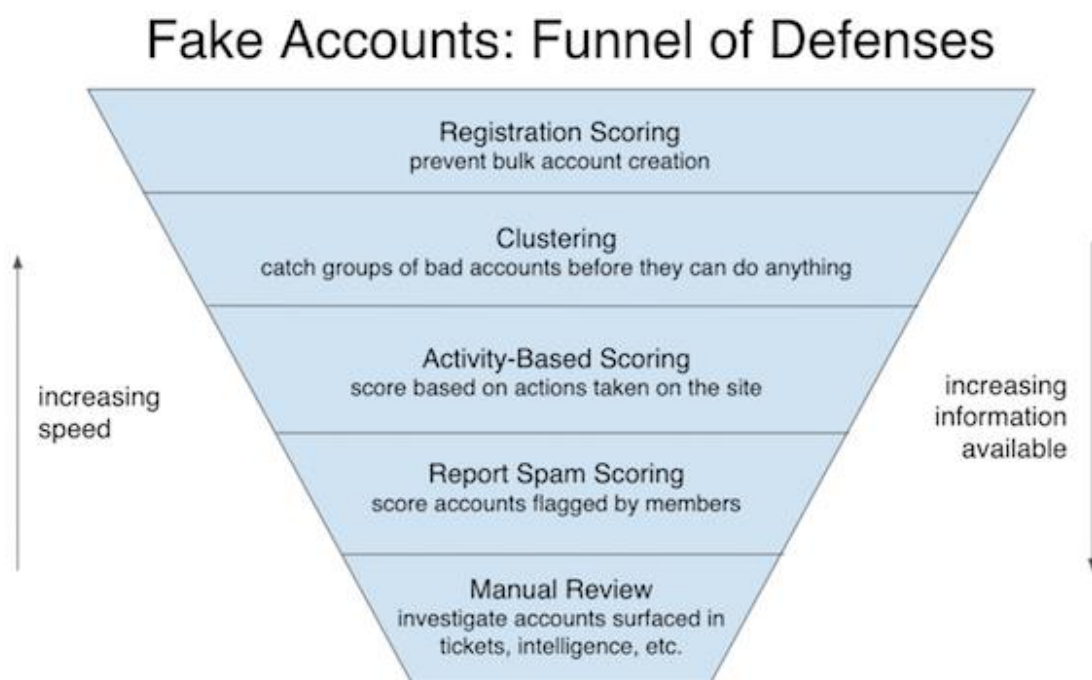 Fake Accounts: Funnel of Defenses
Registration Scoring
prevent bulk account creation
Clustering
catch groups of bad accounts before they can do anything
Activity-Based Scoring
score based on actions taken on the site
increasing
speed
increasing
information
available
Report Spam Scoring
score accounts flagged by members
Manual Review
investigate accounts surfaced in
tickets, intelligence, etc.